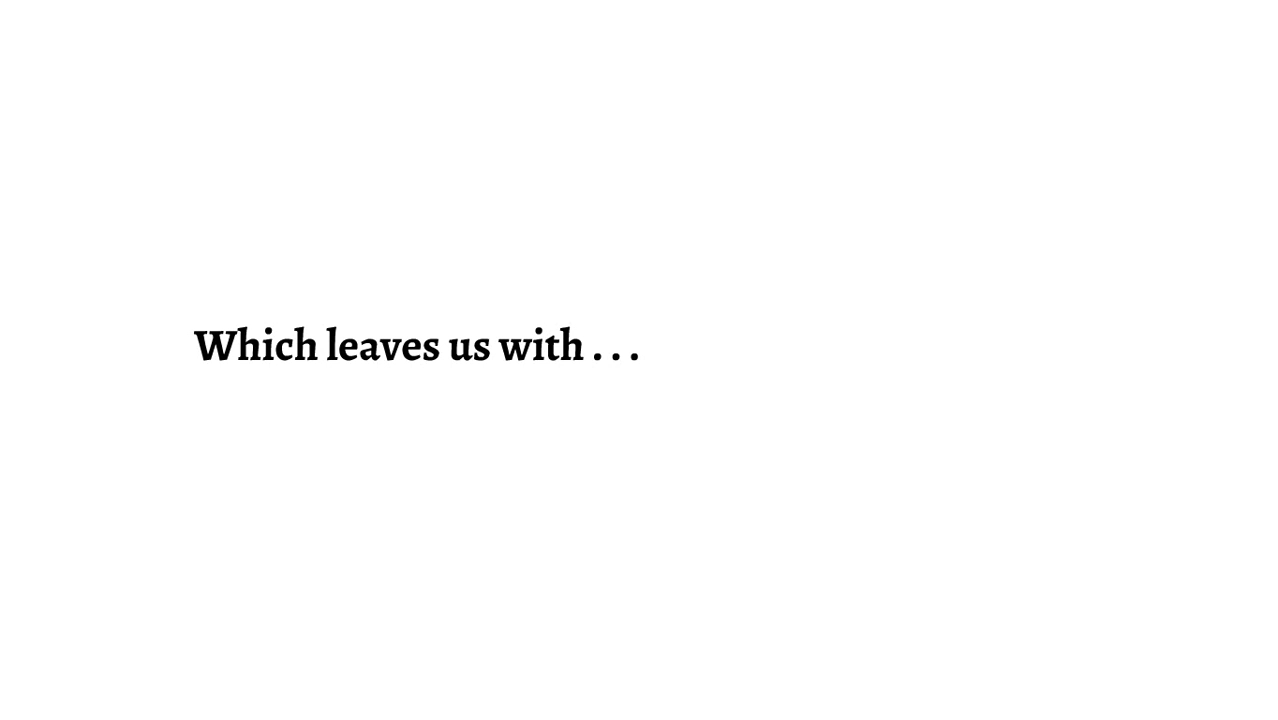 Which leaves us with . . .